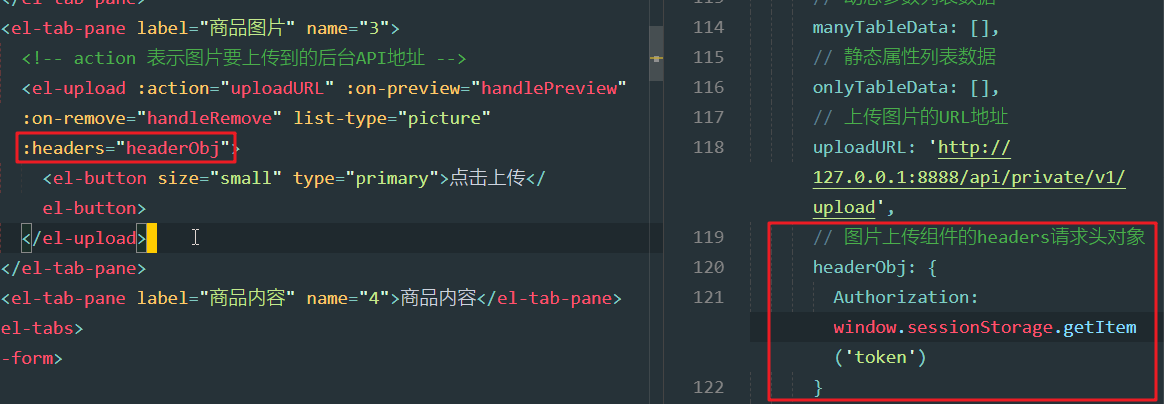 </el-tab-pane>
<el-tab-pane label="商品图片" name="3">
<!-- action 表示图片要上传到的后台API地址 -->
<el-upload :action="uploadURL" :on-preview="handlePreview"
:on-remove="handleRemove" list-type="picture"
:headers="headerObj">
<el-button size="small" type="primary">点击上传</
el-button>
</el-upload>
</el-tab-pane>
<el-tab-pane label="商品内容" name="4">商品内容</el-tab-pane>
el-tabs>
-form>
113 // 动态参数列表数据
114 manyTableData: [],
115 // 静态属性列表数据
116 onlyTableData: [],
117 // 上传图片的URL地址
118 uploadURL: 'http://
127.0.0.1:8888/api/private/v1/
upload',
119 // 图片上传组件的headers请求头对象
120 headerObj: {
121 Authorization:
window.sessionStorage.getItem
('token')
122 }